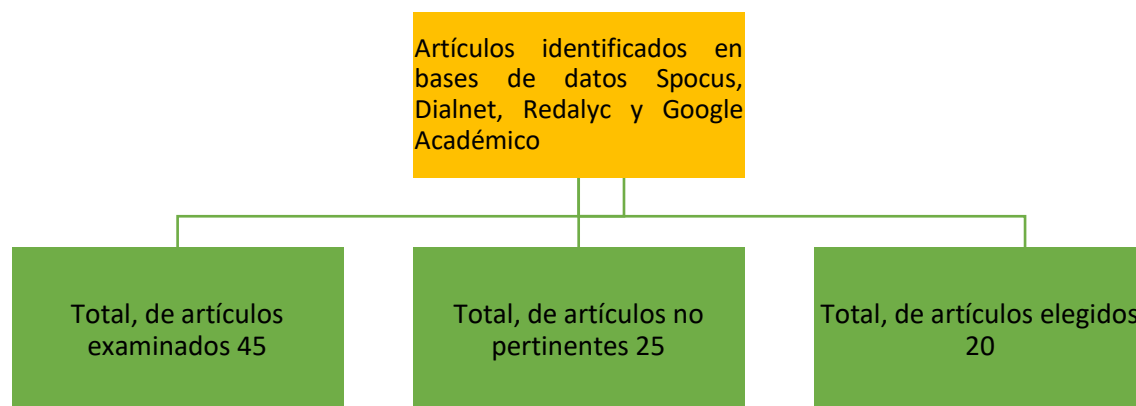 Artículos identificados en
bases de datos Spocus,
Dialnet, Redalyc y Google
Académico
Total, de artículos
examinados 45
Total, de artículos no
pertinentes 25
Total, de artículos elegidos
20